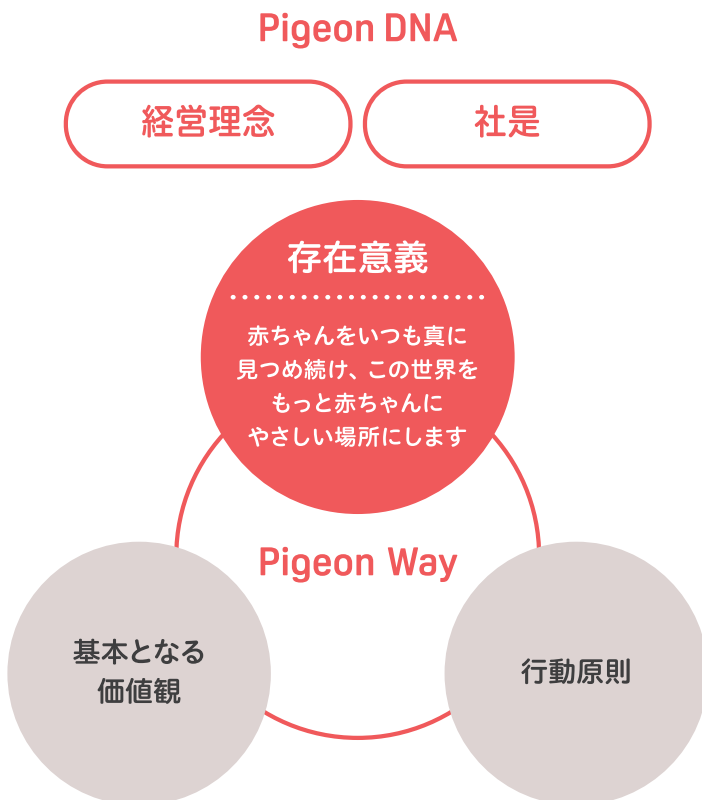 Pigeon DNA
経営理念
社是
存在意義
赤ちゃんをいつも真に
見つめ続け、この世界を
もっと赤ちゃんに
やさしい場所にします
Pigeon Way
基本となる
価値観
行動原則